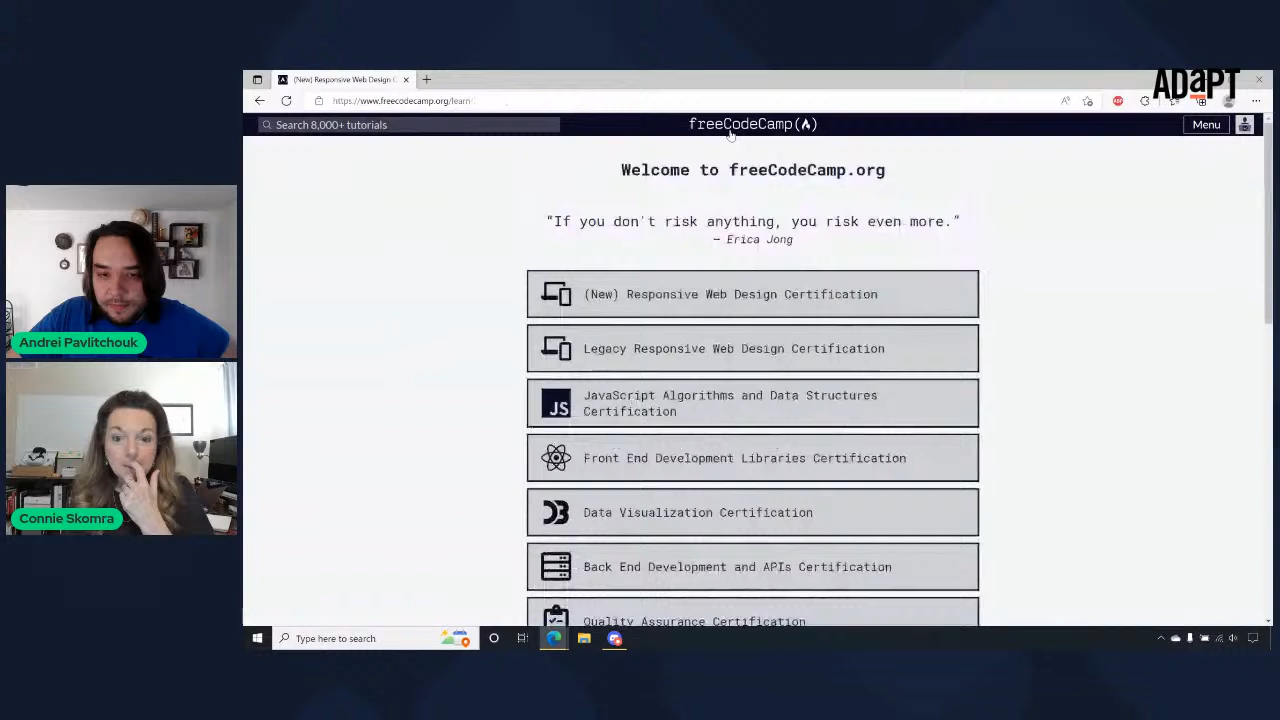 ADaPT
(New) Responsive Web Design C
https://www.freecodecamp.org/learn
Search 8,000+ tutorials
freeCodeCamp
Menu
Welcome to freeCodeCamp.org
"If you don't risk anything, you risk even more."
— Erica Jong
(New) Responsive Web Design Certification
Legacy Responsive Web Design Certification
JS
JavaScript Algorithms and Data Structures
Certification
Front End Development Libraries Certification
Data Visualization Certification
Back End Development and APIs Certification
Quality Assurance Certification
Andrei Pavlitchouk
Connie Skomra
Type here to search